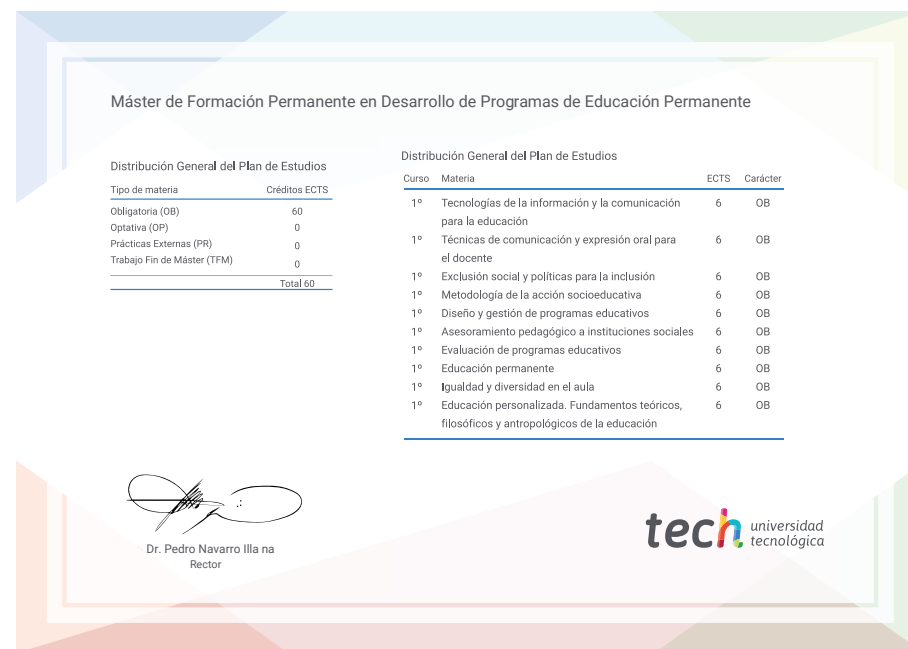 Máster de Formación Permanente en Desarrollo de Programas de Educación Permanente
Distribución General del Plan de Estudios
Tipo de materia Créditos ECTS
Obligatoria (OB) 60
Optativa (OP) 0
Prácticas Externas (PR) 0
Trabajo Fin de Máster (TFM) 0
Total 60
Distribución General del Plan de Estudios
Curso Materia ECTS Carácter
1º Tecnologías de la información y la comunicación 6 OB
para la educación
1º Técnicas de comunicación y expresión oral para 6 OB
el docente
1º Exclusión social y políticas para la inclusión 6 OB
1º Metodología de la acción socioeducativa 6 OB
1º Diseño y gestión de programas educativos 6 OB
1º Asesoramiento pedagógico a instituciones sociales 6 OB
1º Evaluación de programas educativos 6 OB
1º Educación permanente 6 OB
1º Igualdad y diversidad en el aula 6 OB
1º Educación personalizada. Fundamentos teóricos, 6 OB
filosóficos y antropológicos de la educación
Dr. Pedro Navarro Illa na
Rector
tech universidad
tecnológica